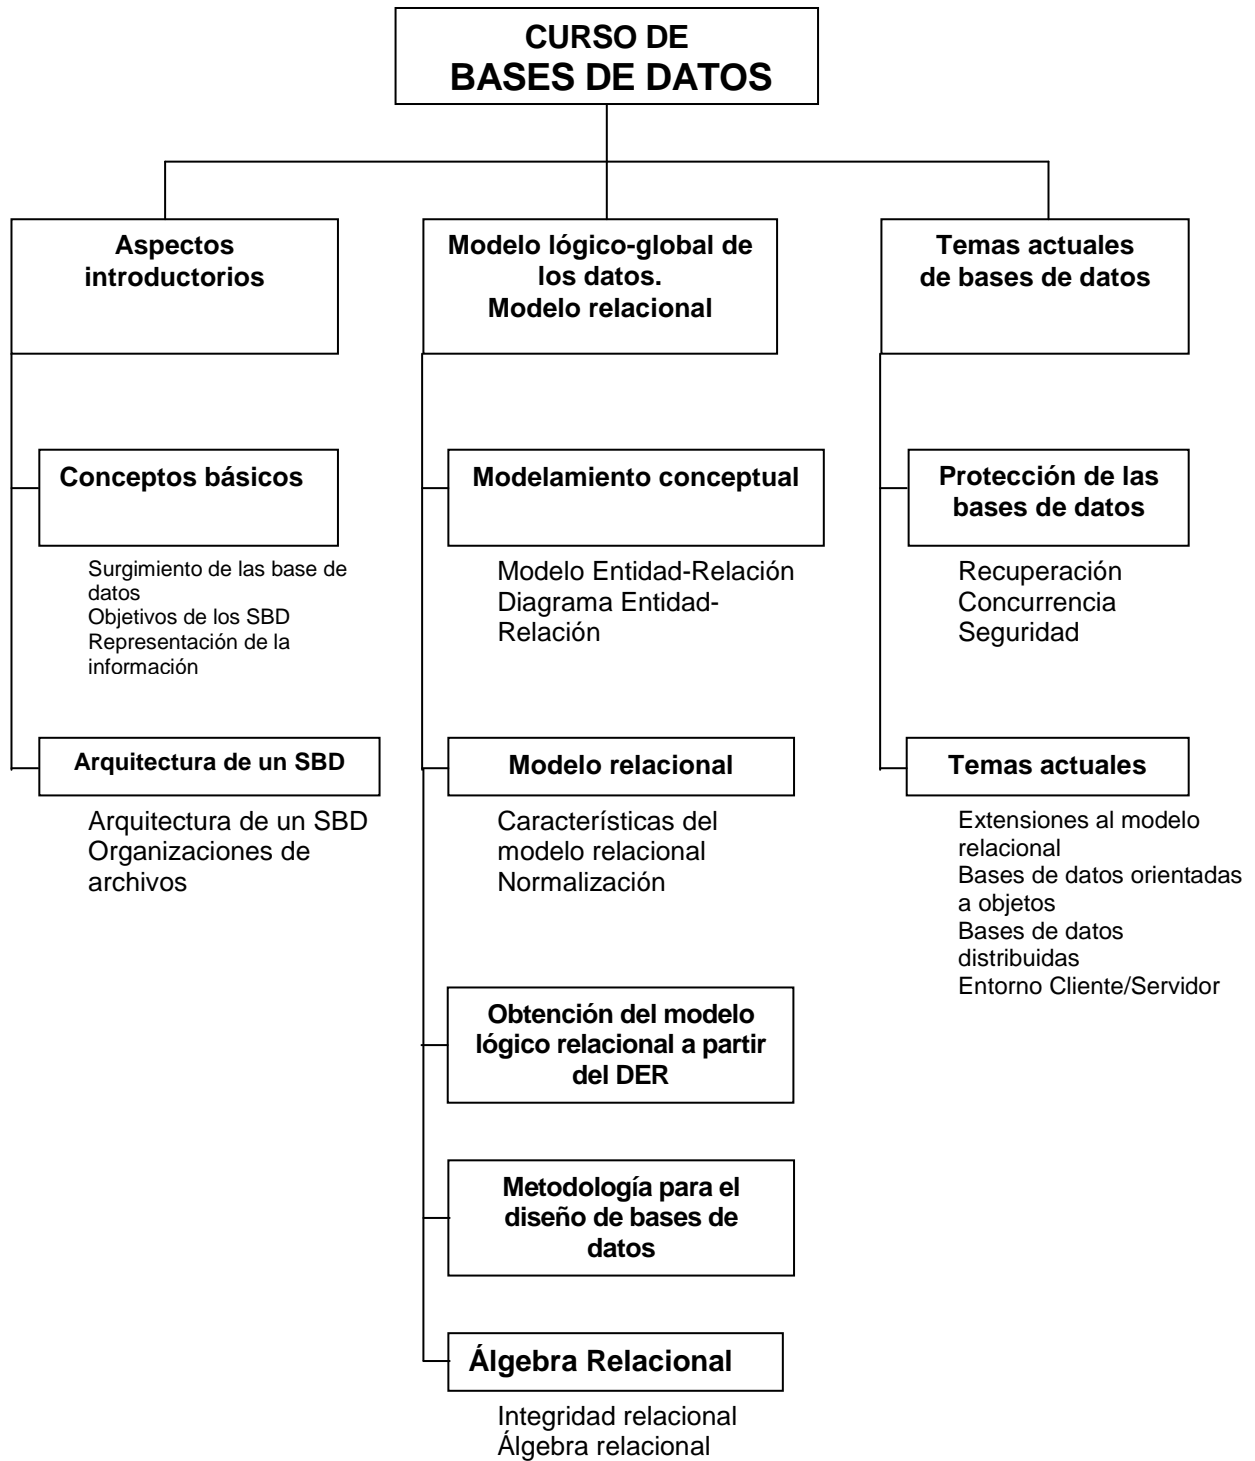 CURSO DE
BASES DE DATOS
Aspectos
introductorios
Modelo lógico-global de
los datos.
Modelo relacional
Temas actuales
de bases de datos
Conceptos básicos
Surgimiento de las base de
datos
Objetivos de los SBD
Representación de la
información
Arquitectura de un SBD
Arquitectura de un SBD
Organizaciones de
archivos
Modelamiento conceptual
Modelo Entidad-Relación
Diagrama Entidad-
Relación
Modelo relacional
Características del
modelo relacional
Normalización
Obtención del modelo
lógico relacional a partir
del DER
Metodología para el
diseño de bases de
datos
Álgebra Relacional
Integridad relacional
Álgebra relacional
Protección de las
bases de datos
Recuperación
Concurrencia
Seguridad
Temas actuales
Extensiones al modelo
relacional
Bases de datos orientadas
a objetos
Bases de datos
distribuidas
Entorno Cliente/Servidor